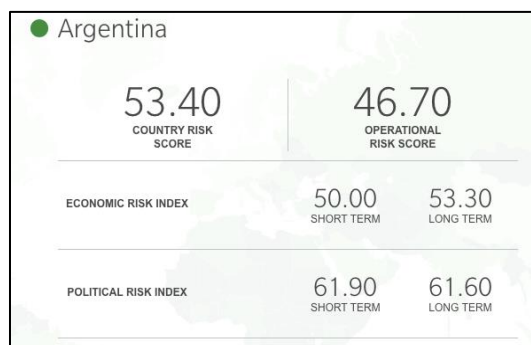 Argentina
53.40 46.70
COUNTRY RISK OPERATIONAL
SCORE RISK SCORE
ECONOMIC RISK INDEX 50.00 53.30
SHORT TERM LONG TERM
POLITICAL RISK INDEX 61.90 61.60
SHORT TERM LONG TERM